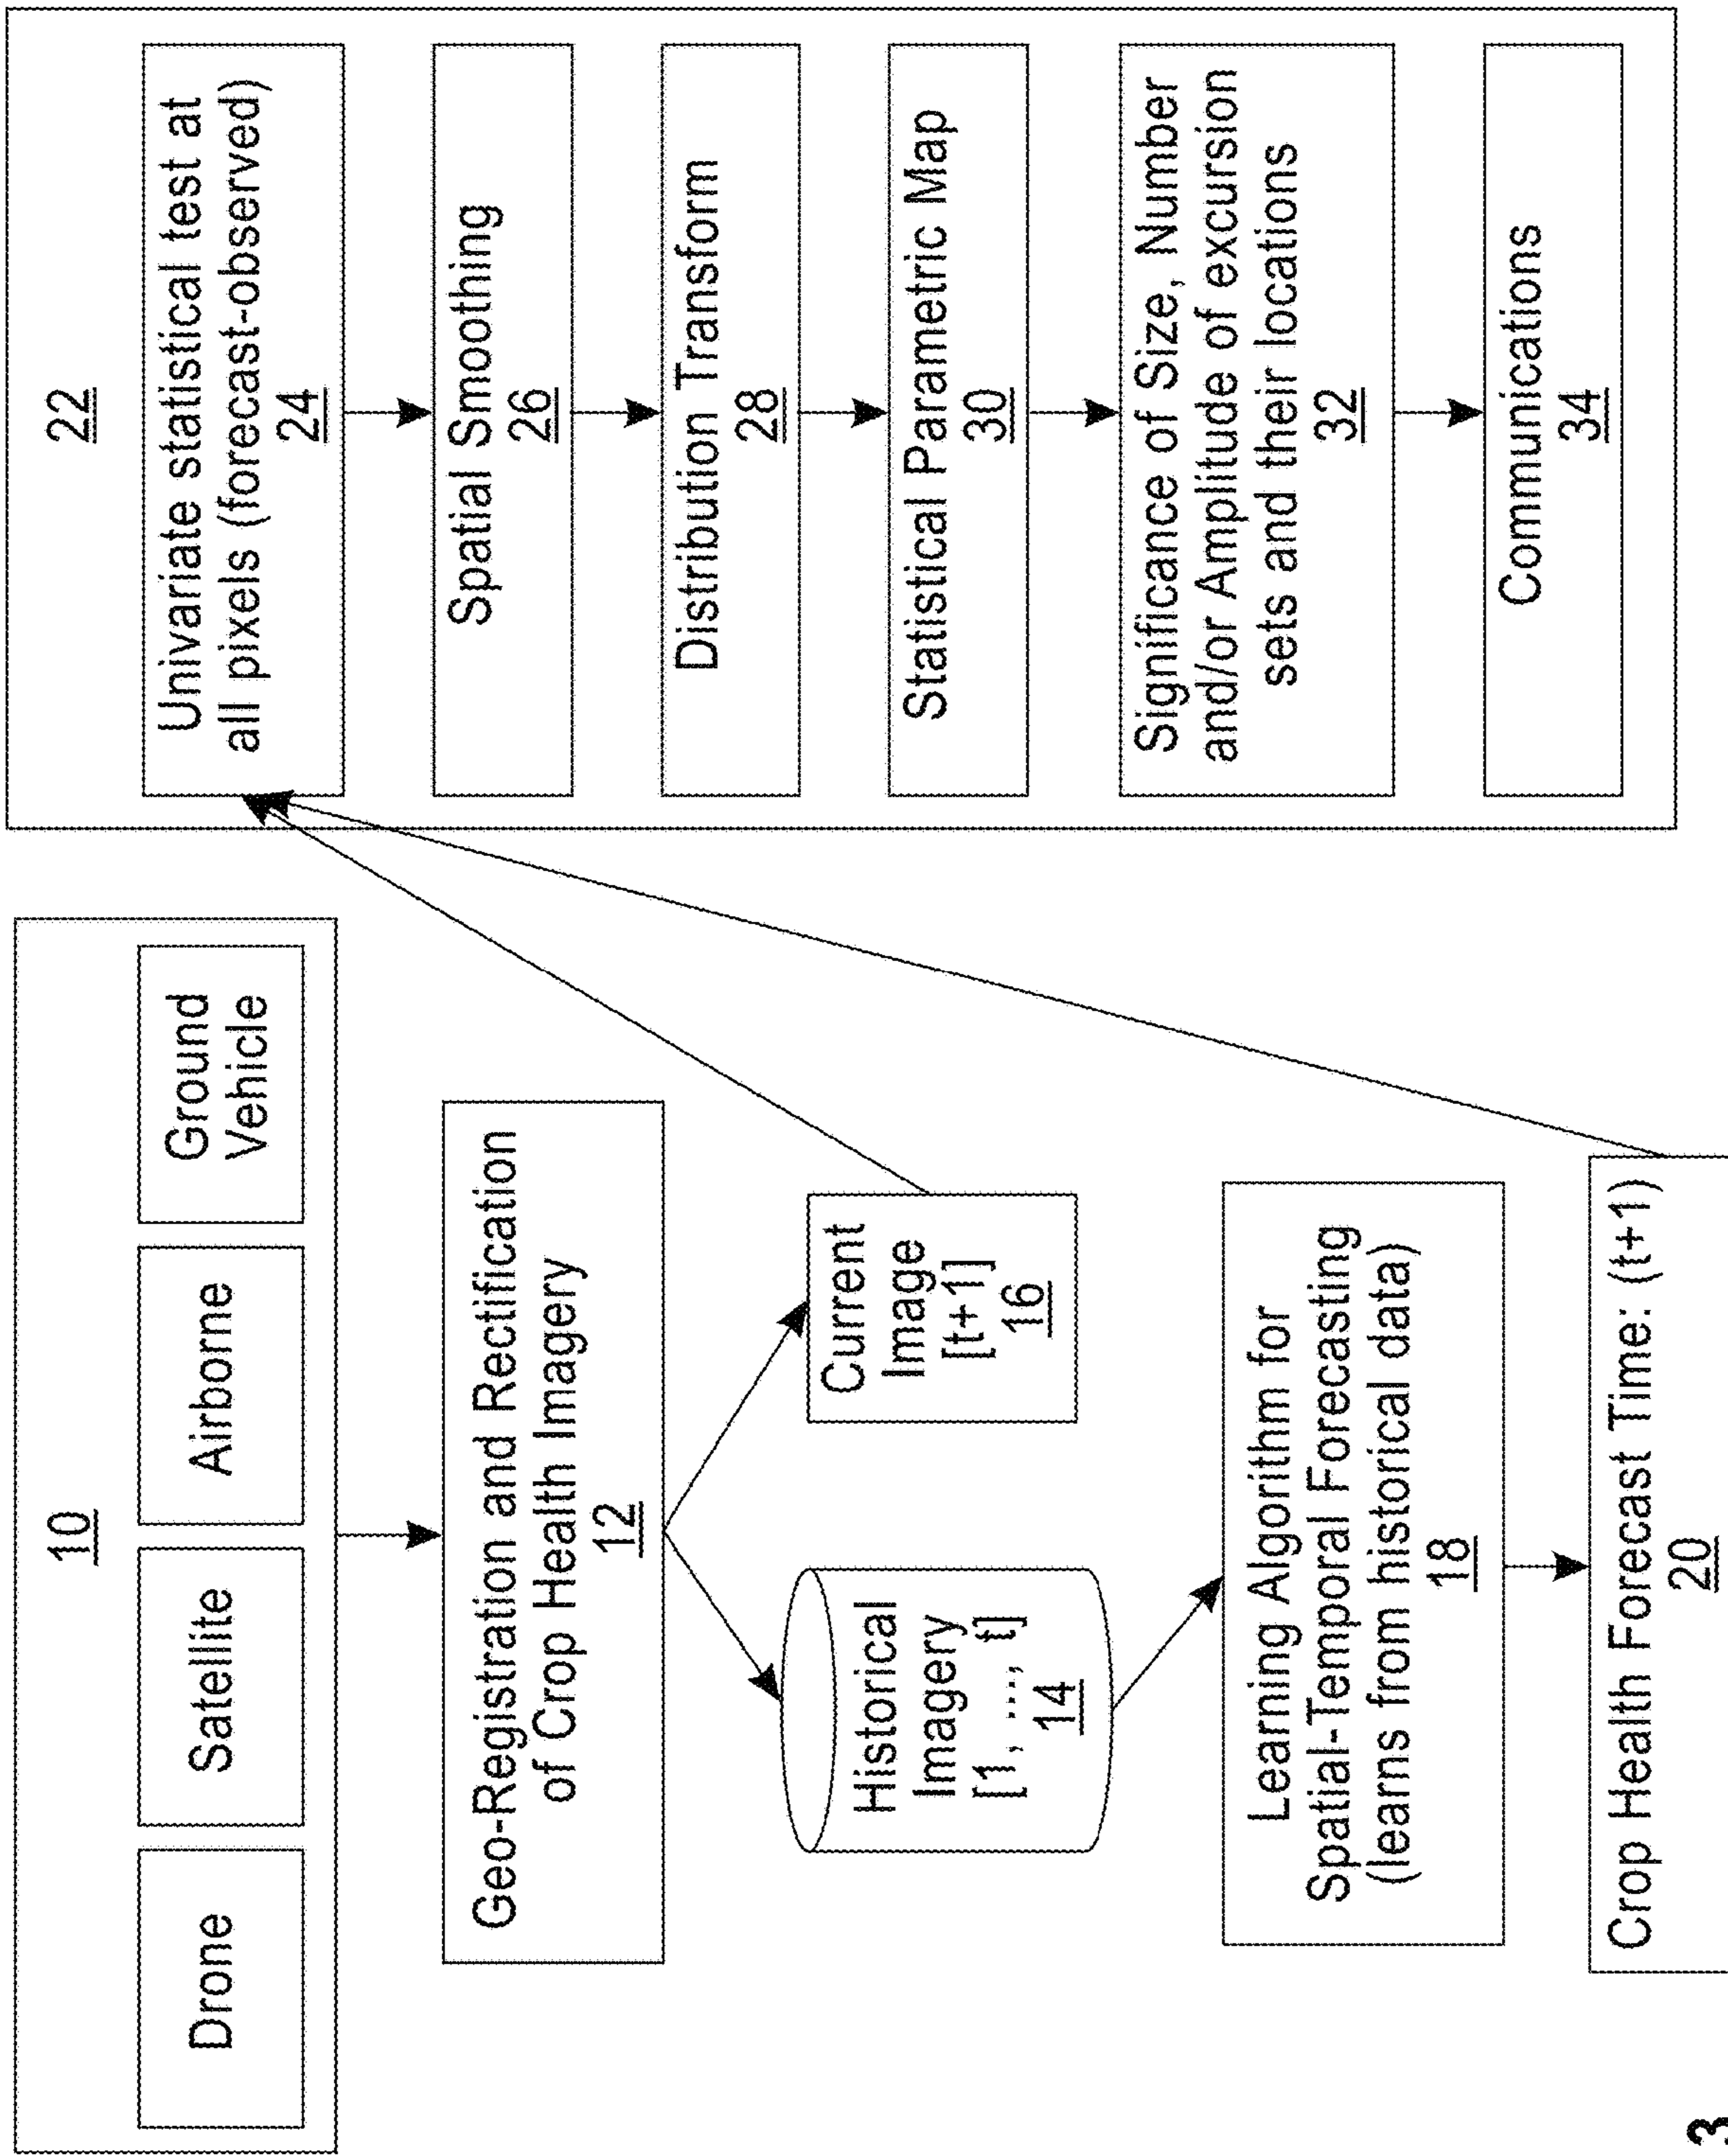 10
Drone
Satellite
Airborne
Ground
Vehicle
Geo-Registration and Rectification
of Crop Health Imagery
12
Historical
Imagery
[1, ..., t]
14
Current
Image
[t+1]
16
Learning Algorithm for
Spatial-Temporal Forecasting
(learns from historical data)
18
Crop Health Forecast Time: (t+1)
20
22
Univariate statistical test at
all pixels (forecast-observed)
24
Spatial Smoothing
26
Distribution Transform
28
Statistical Parametric Map
30
Significance of Size, Number
and/or Amplitude of excursion
sets and their locations
32
Communications
34
3